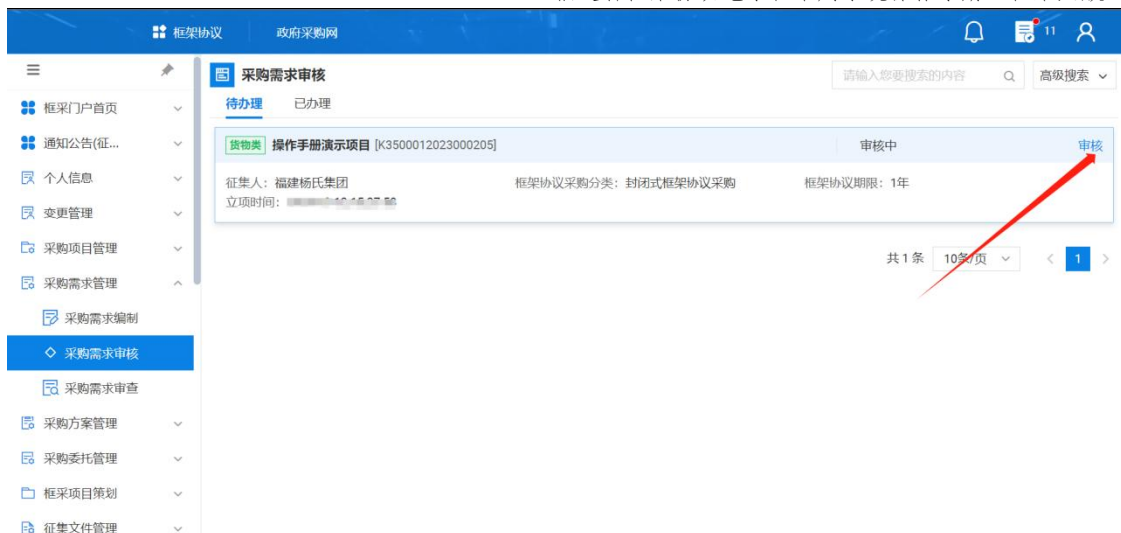 框架协议 政府采购网 11
采购需求审核 请输入您要搜索的内容 高级搜索
待办理 已办理
货物类 操作手册演示项目 [K3500012023000205] 审核中 审核
征集人：福建杨氏集团 框架协议采购分类：封闭式框架协议采购 框架协议期限：1年
立项时间：
共 1 条 10条/页 1
框采门户首页
通知公告(征...
个人信息
变更管理
采购项目管理
采购需求管理
采购需求编制
采购需求审核
采购需求审查
采购方案管理
采购委托管理
框采项目策划
征集文件管理